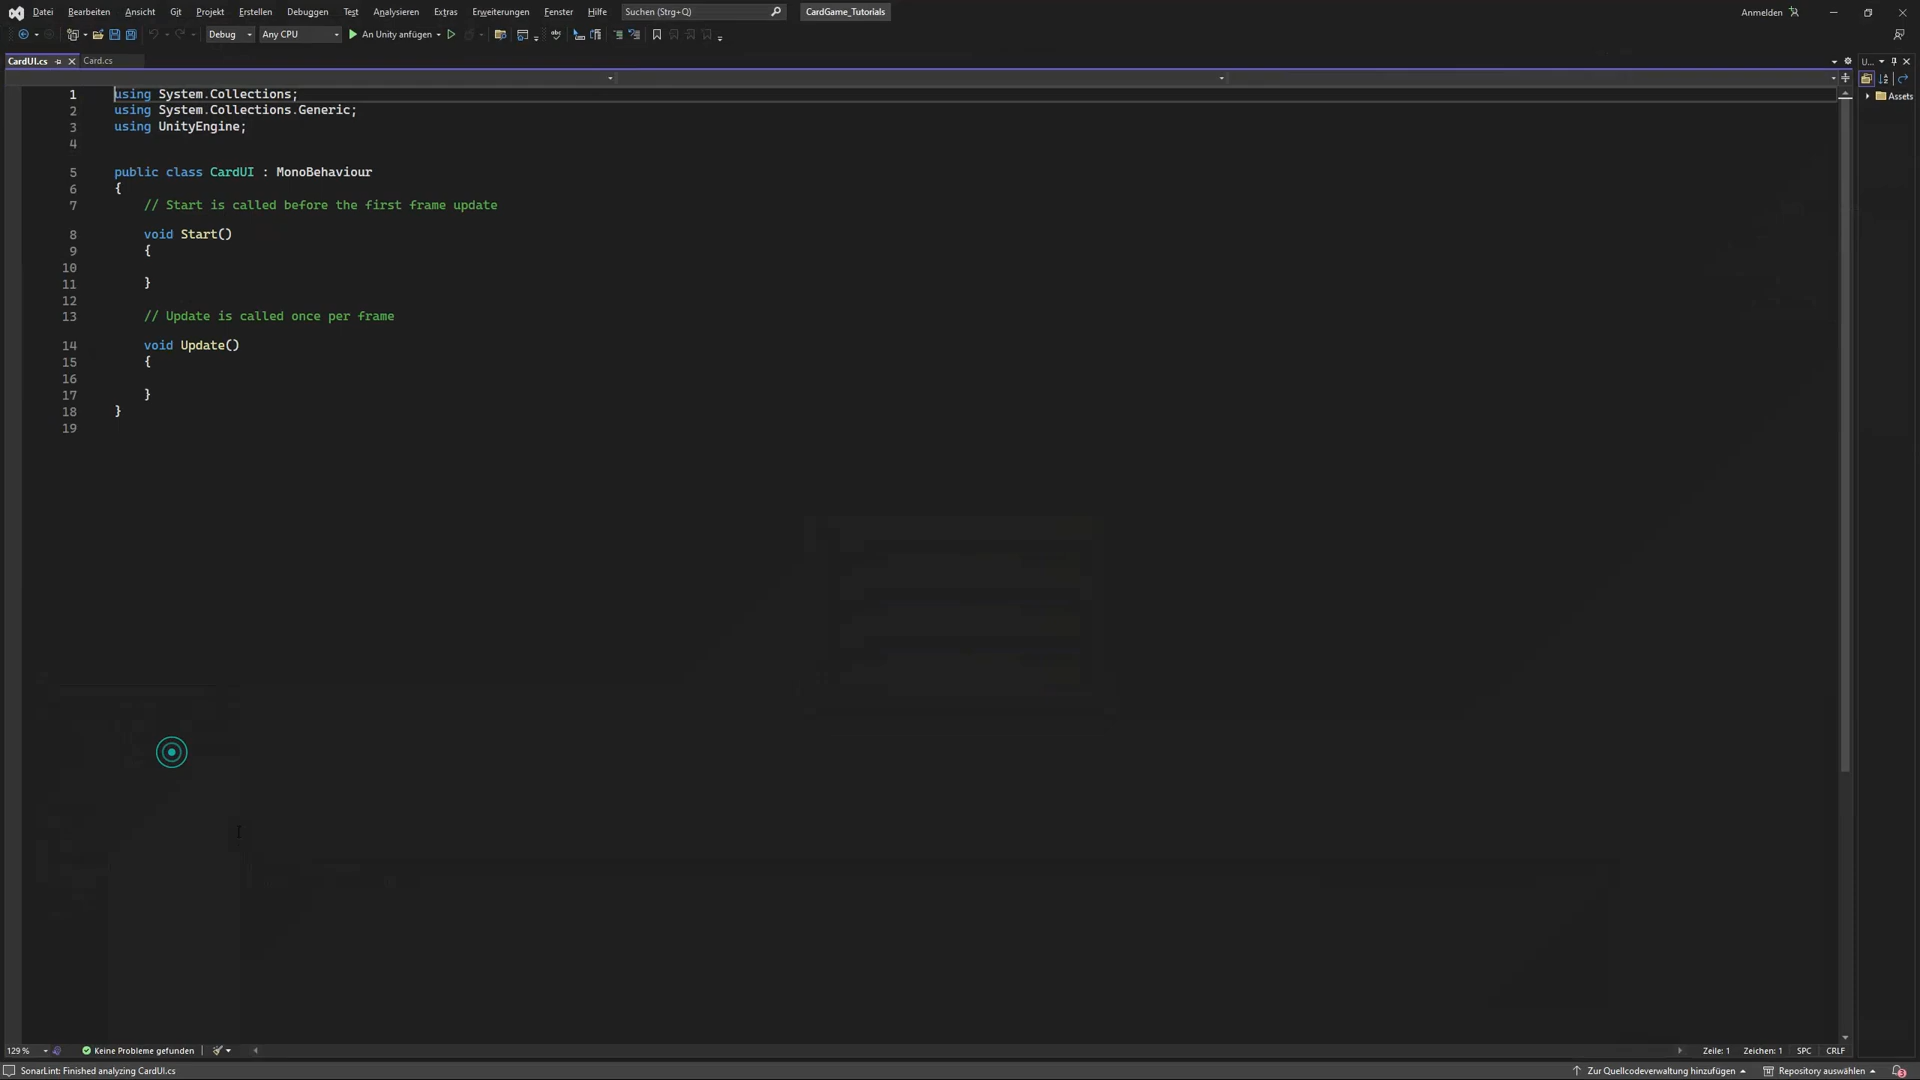 Datei Bearbeiten Ansicht Git Projekt Erstellen Debuggen Test Analysieren Extras Erweiterungen Fenster Hilfe Suchen (Strg+Q) CardGame_Tutorials Anmelden
Debug Any CPU An Unity anfügen
CardUI.cs Card.cs U...
Assets
1 using System.Collections;
2 using System.Collections.Generic;
3 using UnityEngine;
4
5 public class CardUI : MonoBehaviour
6 {
7 // Start is called before the first frame update
8 void Start()
9 {
10
11 }
12
13 // Update is called once per frame
14 void Update()
15 {
16
17 }
18 }
19
129 % Keine Probleme gefunden Zeile: 1 Zeichen: 1 SPC CRLF
SonarLint: Finished analyzing CardUI.cs Zur Quellcodeverwaltung hinzufügen Repository auswählen